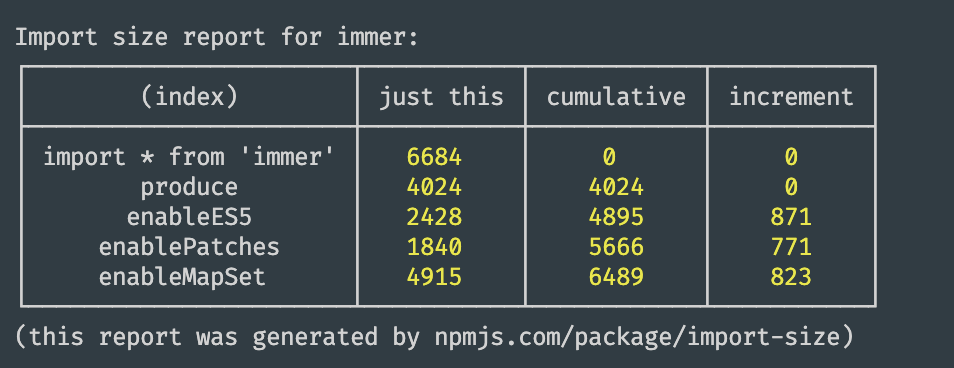 Import size report for immer:
(index) just this cumulative increment
import * from 'immer' 6684 0 0
produce 4024 4024 0
enableES5 2428 4895 871
enablePatches 1840 5666 771
enableMapSet 4915 6489 823
(this report was generated by npmjs.com/package/import-size)